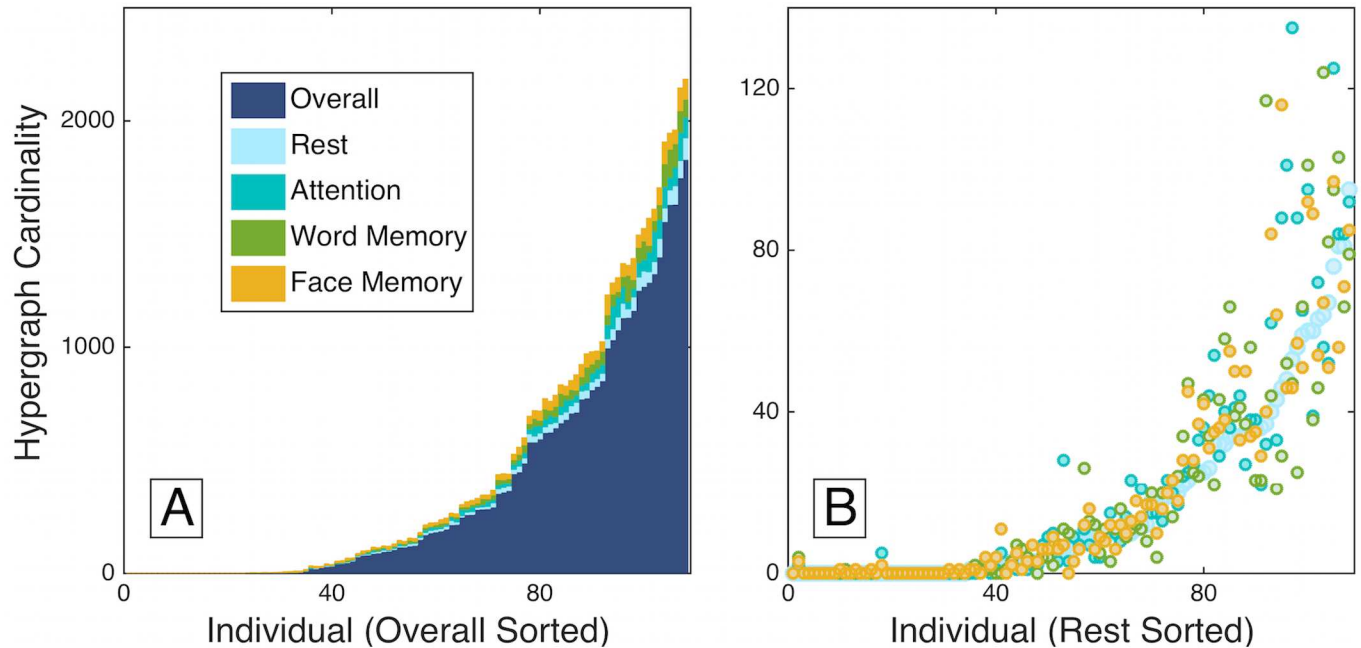 Hypergraph Cardinality
2000
1000
0
Overall
Rest
Attention
Word Memory
Face Memory
A
0
40
80
Individual (Overall Sorted)
120
80
40
0
B
0
40
80
Individual (Rest Sorted)